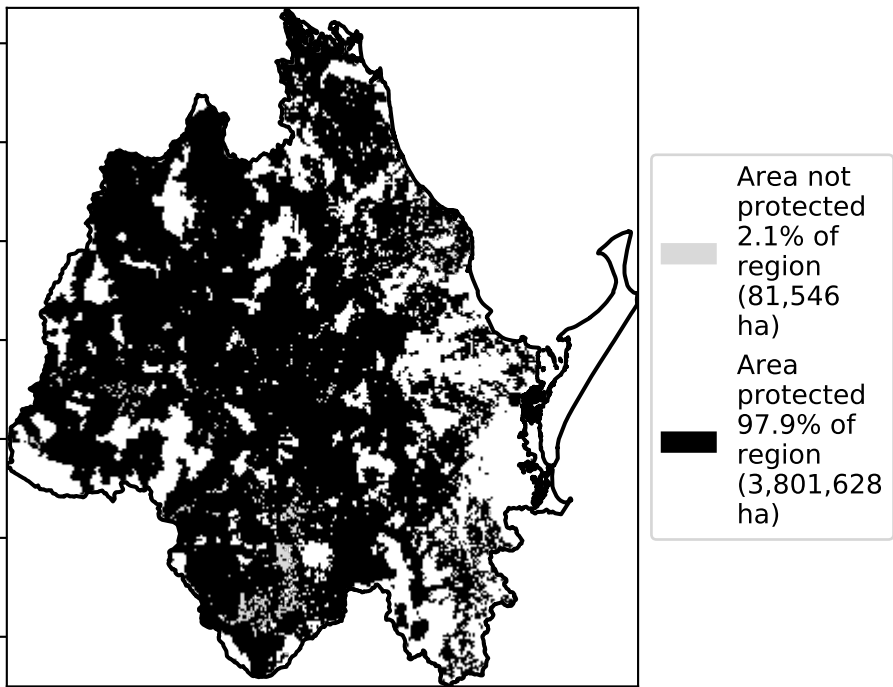 Area not
protected
2.1% of
region
(81,546
ha)
Area
protected
97.9% of
region
(3,801,628
ha)